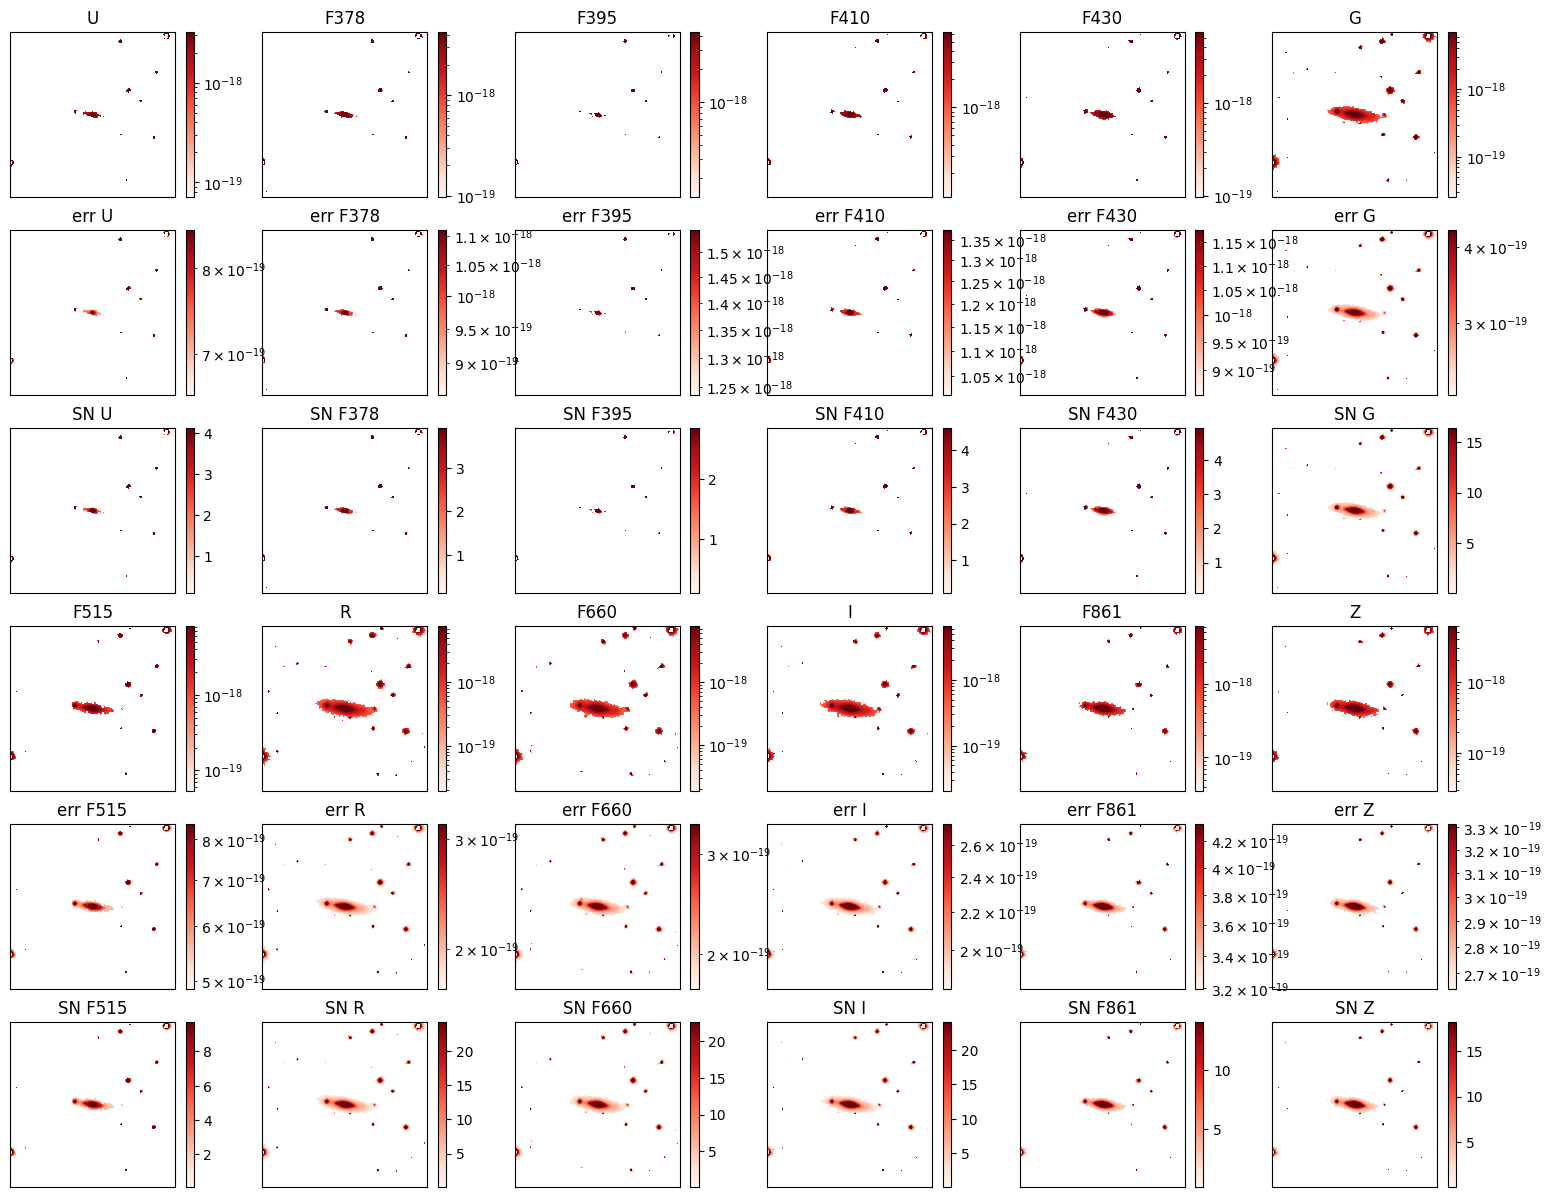 U F378 F395 F410 F430 G
10⁻¹⁸ 10⁻¹⁸ 10⁻¹⁸ 10⁻¹⁸ 10⁻¹⁸ 10⁻¹⁸
10⁻¹⁹ 10⁻¹⁹ 10⁻¹⁹ 10⁻¹⁹
err U err F378 err F395 err F410 err F430 err G
8 × 10⁻¹⁹ 1.1 × 10⁻¹⁸ 1.5 × 10⁻¹⁸ 1.35 × 10⁻¹⁸ 1.15 × 10⁻¹⁸ 4 × 10⁻¹⁹
7 × 10⁻¹⁹ 1.05 × 10⁻¹⁸ 1.45 × 10⁻¹⁸ 1.3 × 10⁻¹⁸ 1.1 × 10⁻¹⁸ 3 × 10⁻¹⁹
10⁻¹⁸ 1.4 × 10⁻¹⁸ 1.25 × 10⁻¹⁸ 1.05 × 10⁻¹⁸
9.5 × 10⁻¹⁹ 1.35 × 10⁻¹⁸ 1.2 × 10⁻¹⁸ 10⁻¹⁸
9 × 10⁻¹⁹ 1.3 × 10⁻¹⁸ 1.15 × 10⁻¹⁸ 9.5 × 10⁻¹⁹
1.25 × 10⁻¹⁸ 1.1 × 10⁻¹⁸ 9 × 10⁻¹⁹
1.05 × 10⁻¹⁸
SN U SN F378 SN F395 SN F410 SN F430 SN G
4 3 2 4 4 15
3 2 1 3 3 10
2 1 2 2 5
1 1 1
F515 R F660 I F861 Z
10⁻¹⁸ 10⁻¹⁸ 10⁻¹⁸ 10⁻¹⁸ 10⁻¹⁸ 10⁻¹⁸
10⁻¹⁹ 10⁻¹⁹ 10⁻¹⁹ 10⁻¹⁹ 10⁻¹⁹ 10⁻¹⁹
err F515 err R err F660 err I err F861 err Z
8 × 10⁻¹⁹ 3 × 10⁻¹⁹ 3 × 10⁻¹⁹ 2.6 × 10⁻¹⁹ 4.2 × 10⁻¹⁹ 3.3 × 10⁻¹⁹
7 × 10⁻¹⁹ 2 × 10⁻¹⁹ 2 × 10⁻¹⁹ 2.4 × 10⁻¹⁹ 4 × 10⁻¹⁹ 3.2 × 10⁻¹⁹
6 × 10⁻¹⁹ 2.2 × 10⁻¹⁹ 3.8 × 10⁻¹⁹ 3.1 × 10⁻¹⁹
5 × 10⁻¹⁹ 2 × 10⁻¹⁹ 3.6 × 10⁻¹⁹ 3 × 10⁻¹⁹
3.4 × 10⁻¹⁹ 2.9 × 10⁻¹⁹
3.2 × 10⁻¹⁹ 2.8 × 10⁻¹⁹
2.7 × 10⁻¹⁹
SN F515 SN R SN F660 SN I SN F861 SN Z
8 20 20 20 10 15
6 15 15 15 5 10
4 10 10 10 5
2 5 5 5